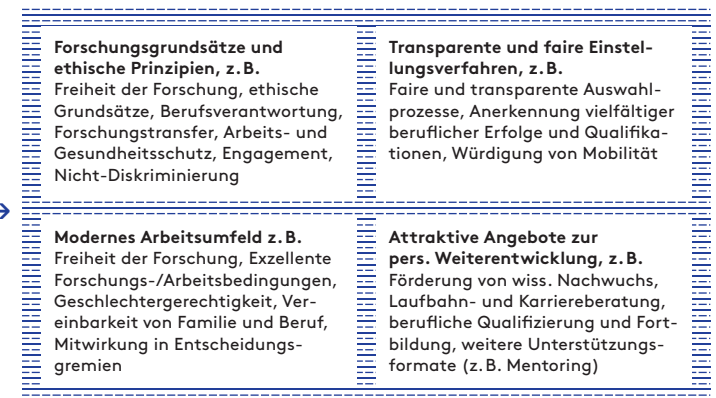 Forschungsgrundsätze und
ethische Prinzipien, z. B.
Freiheit der Forschung, ethische
Grundsätze, Berufsverantwortung,
Forschungstransfer, Arbeits- und
Gesundheitsschutz, Engagement,
Nicht-Diskriminierung
Transparente und faire Einstel-
lungsverfahren, z. B.
Faire und transparente Auswahl-
prozesse, Anerkennung vielfältiger
beruflicher Erfolge und Qualifika-
tionen, Würdigung von Mobilität
Modernes Arbeitsumfeld z. B.
Freiheit der Forschung, Exzellente
Forschungs-/Arbeitsbedingungen,
Geschlechtergerechtigkeit, Ver-
einbarkeit von Familie und Beruf,
Mitwirkung in Entscheidungs-
gremien
Attraktive Angebote zur
pers. Weiterentwicklung, z. B.
Förderung von wiss. Nachwuchs,
Laufbahn- und Karriereberatung,
berufliche Qualifizierung und Fort-
bildung, weitere Unterstützungs-
formate (z. B. Mentoring)